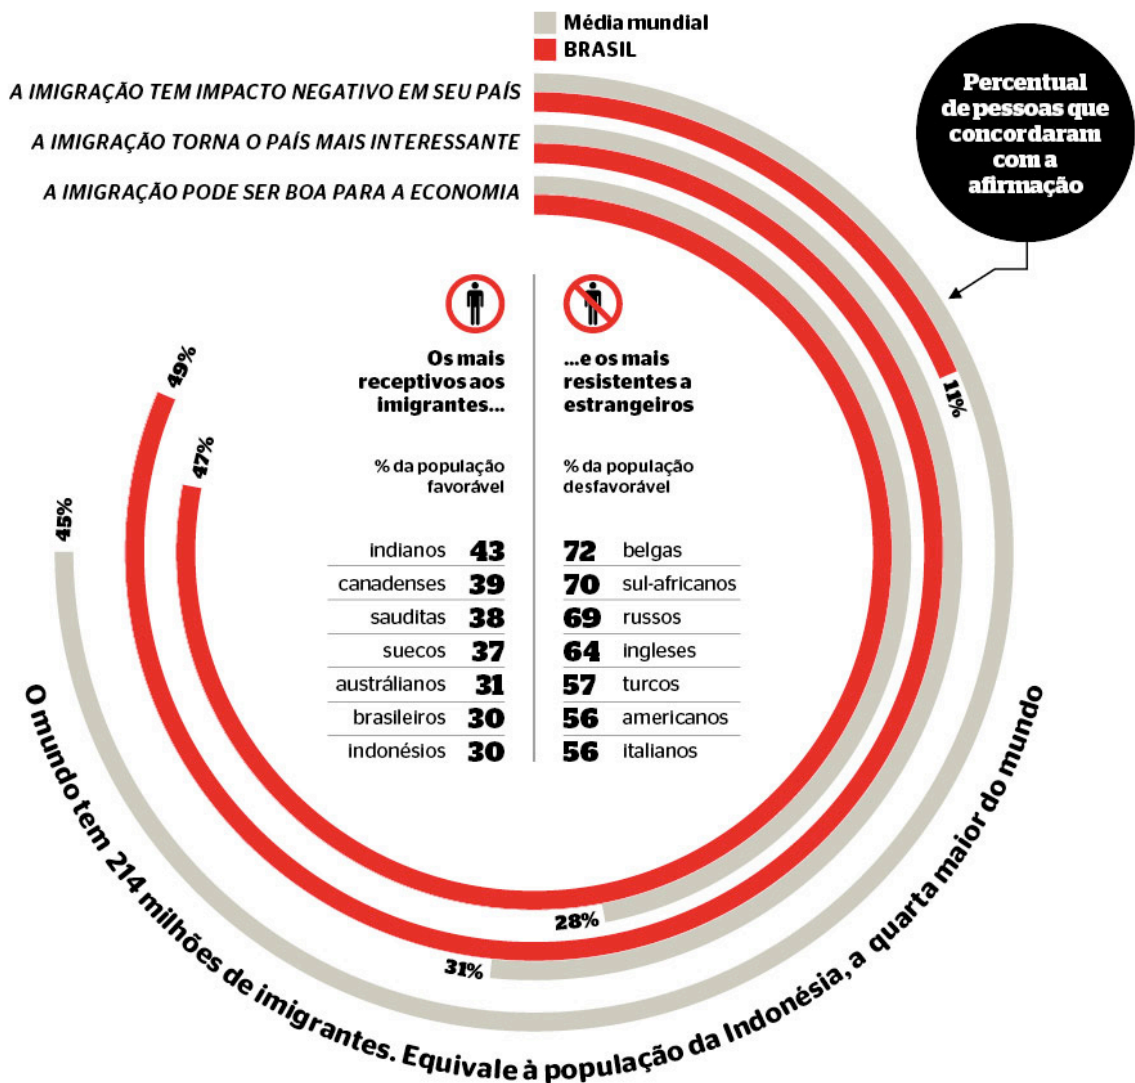 Média mundial
BRASIL
A IMIGRAÇÃO TEM IMPACTO NEGATIVO EM SEU PAÍS
A IMIGRAÇÃO TORNA O PAÍS MAIS INTERESSANTE
A IMIGRAÇÃO PODE SER BOA PARA A ECONOMIA
Percentual
de pessoas que
concordaram
com a
afirmação
11%
49%
47%
45%
28%
31%
Os mais
receptivos aos
imigrantes...
% da população
favorável
indianos 43
canadenses 39
sauditas 38
suecos 37
austrálianos 31
brasileiros 30
indonésios 30
...e os mais
resistentes a
estrangeiros
% da população
desfavorável
72 belgas
70 sul-africanos
69 russos
64 ingleses
57 turcos
56 americanos
56 italianos
O mundo tem 214 milhões de imigrantes. Equivale à população da Indonésia, a quarta maior do mundo